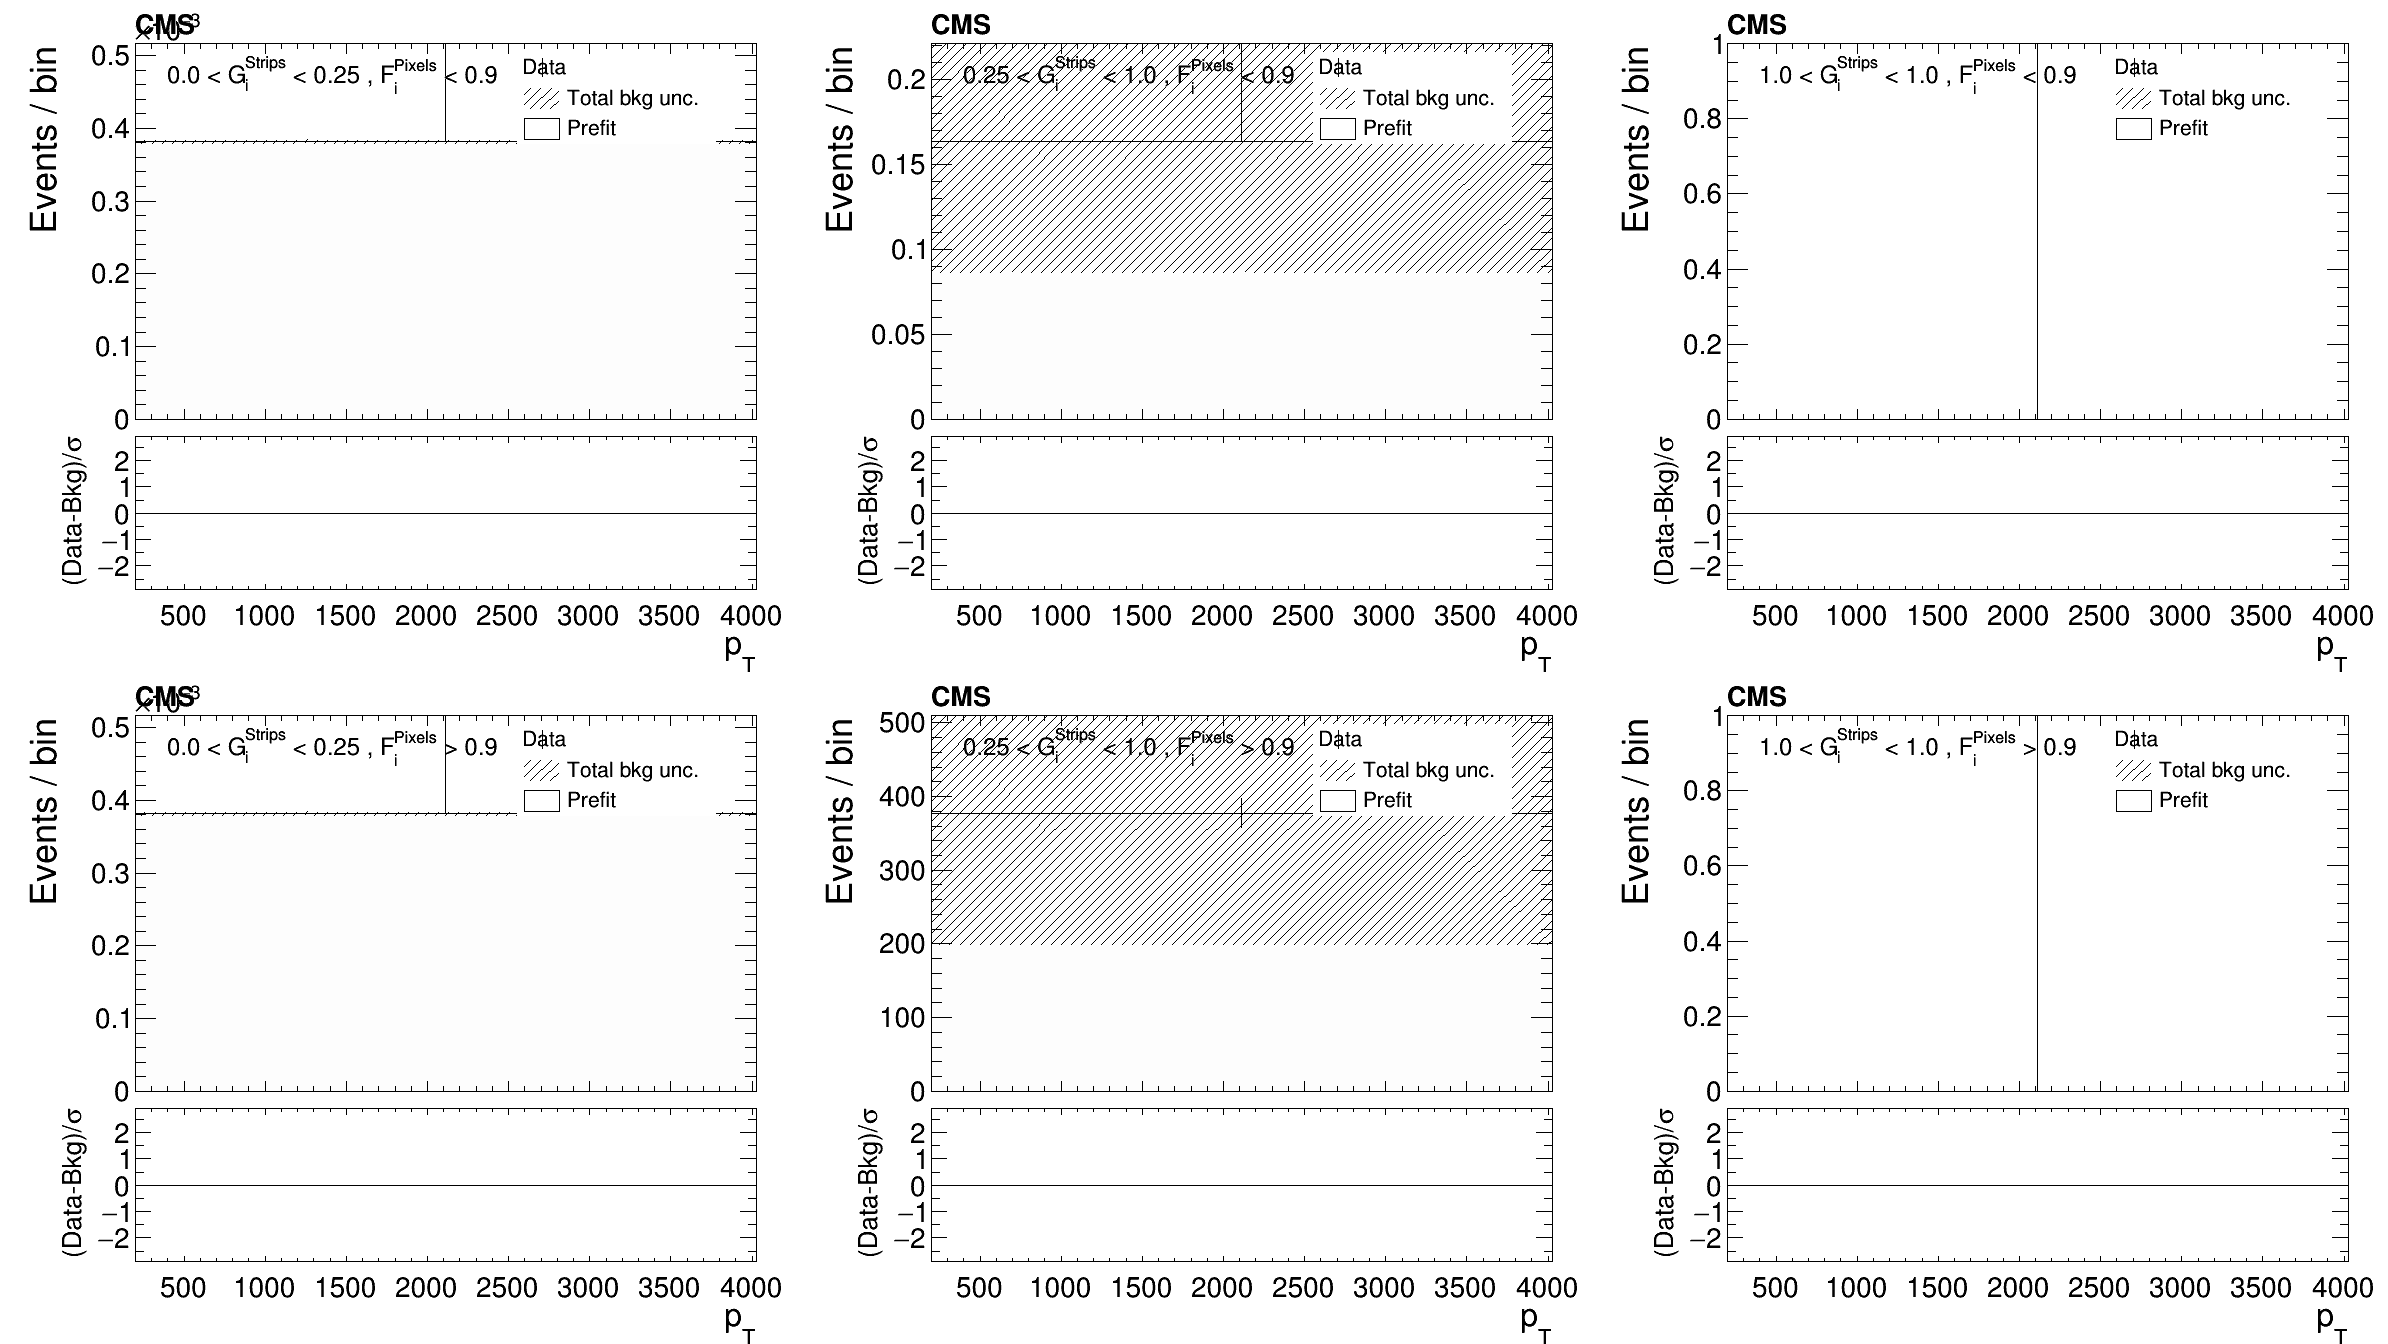 CMS
×10⁻³
Events / bin
0.0 < G_i^Strips < 0.25 , F_i^Pixels < 0.9
Data
Total bkg unc.
Prefit
0.5
0.4
0.3
0.2
0.1
0
(Data-Bkg)/σ
2
1
0
−1
−2
500 1000 1500 2000 2500 3000 3500 4000
p_T
CMS
Events / bin
0.25 < G_i^Strips < 1.0 , F_i^Pixels < 0.9
Data
Total bkg unc.
Prefit
0.2
0.15
0.1
0.05
0
(Data-Bkg)/σ
2
1
0
−1
−2
500 1000 1500 2000 2500 3000 3500 4000
p_T
CMS
Events / bin
1.0 < G_i^Strips < 1.0 , F_i^Pixels < 0.9
Data
Total bkg unc.
Prefit
1
0.8
0.6
0.4
0.2
0
(Data-Bkg)/σ
2
1
0
−1
−2
500 1000 1500 2000 2500 3000 3500 4000
p_T
CMS
×10⁻³
Events / bin
0.0 < G_i^Strips < 0.25 , F_i^Pixels > 0.9
Data
Total bkg unc.
Prefit
0.5
0.4
0.3
0.2
0.1
0
(Data-Bkg)/σ
2
1
0
−1
−2
500 1000 1500 2000 2500 3000 3500 4000
p_T
CMS
Events / bin
0.25 < G_i^Strips < 1.0 , F_i^Pixels > 0.9
Data
Total bkg unc.
Prefit
500
400
300
200
100
0
(Data-Bkg)/σ
2
1
0
−1
−2
500 1000 1500 2000 2500 3000 3500 4000
p_T
CMS
Events / bin
1.0 < G_i^Strips < 1.0 , F_i^Pixels > 0.9
Data
Total bkg unc.
Prefit
1
0.8
0.6
0.4
0.2
0
(Data-Bkg)/σ
2
1
0
−1
−2
500 1000 1500 2000 2500 3000 3500 4000
p_T